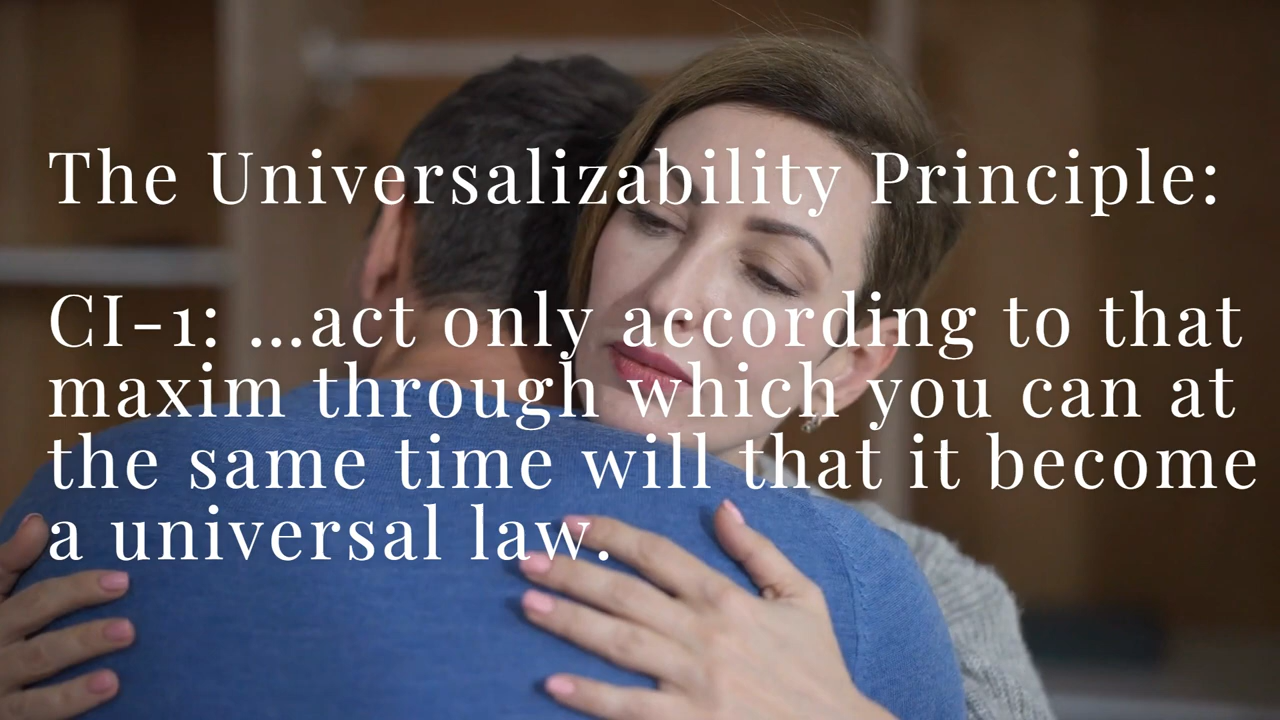 The Universalizability Principle:
CI-1: ...act only according to that
maxim through which you can at
the same time will that it become
a universal law.